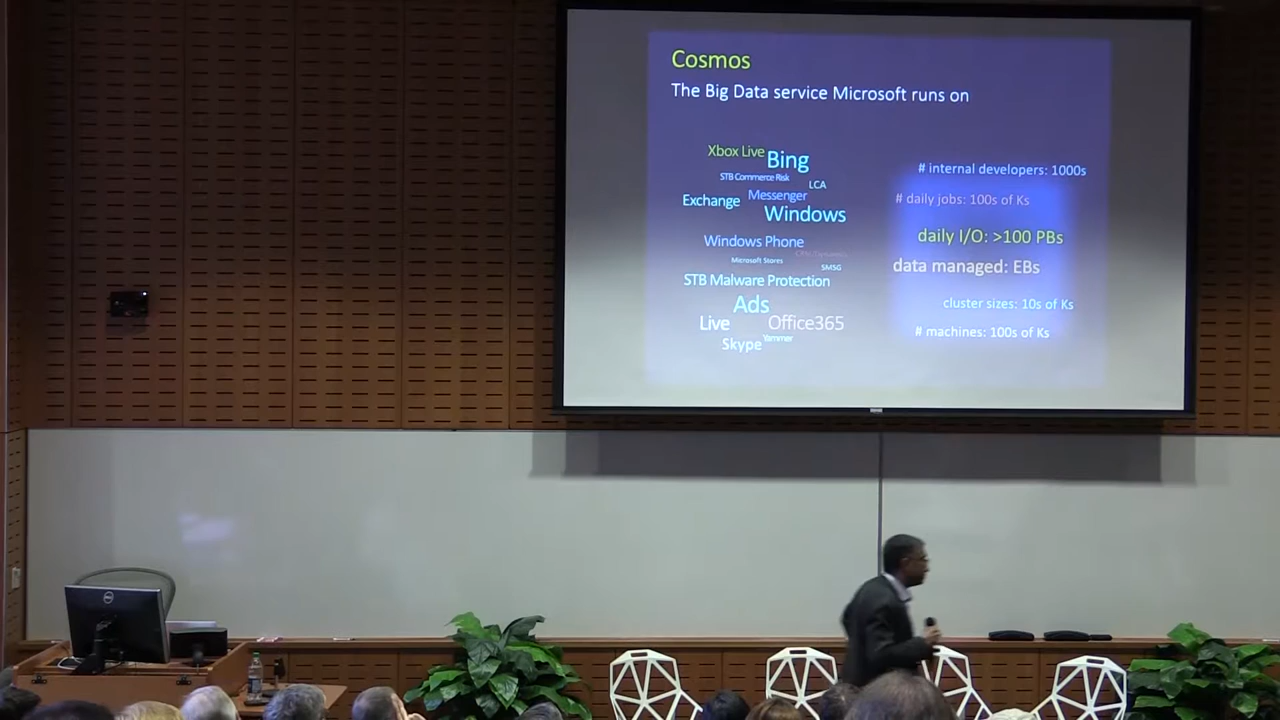 Cosmos
The Big Data service Microsoft runs on
Xbox Live Bing
STB Commerce Risk
LCA
Exchange Messenger
Windows
Windows Phone
Microsoft Stores
SMSG
STB Malware Protection
Ads
Live Office365
Skype Yammer
# internal developers: 1000s
# daily jobs: 100s of Ks
daily I/O: >100 PBs
data managed: EBs
cluster sizes: 10s of Ks
# machines: 100s of Ks
DELL